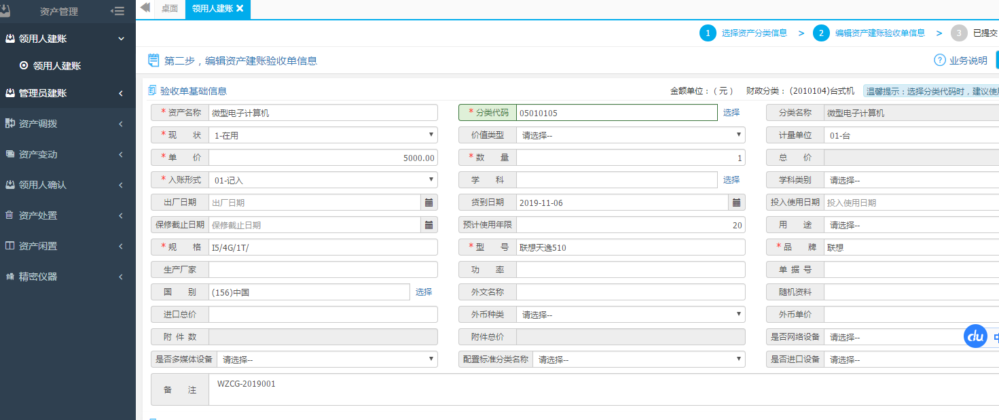 资产管理
桌面 领用人建账 ×
领用人建账
领用人建账
管理员建账
资产调拨
资产变动
领用人确认
资产处置
资产闲置
精密仪器
1 选择资产分类信息 > 2 编辑资产建账验收单信息 > 3 已提交
第二步，编辑资产建账验收单信息 ? 业务说明
验收单基础信息 金额单位：（元） 财政分类： (2010104)台式机 温馨提示：选择分类代码时，建议使用
* 资产名称 微型电子计算机 * 分类代码 05010105 选择 分类名称 微型电子计算机
* 现 状 1-在用 价值类型 请选择-- 计量单位 01-台
* 单 价 5000.00 * 数 量 1 总 价
* 入账形式 01-记入 学 科 选择 学科类别 请选择--
出厂日期 出厂日期 货到日期 2019-11-06 投入使用日期 投入使用日期
保修截止日期 保修截止日期 预计使用年限 20 用 途 请选择--
* 规 格 I5/4G/1T/ * 型 号 联想天逸510 * 品 牌 联想
生产厂家 功 率 单 据 号
国 别 (156)中国 选择 外文名称 随机资料
进口总价 外币种类 请选择-- 外币单价
附 件 数 附件总价 是否网络设备 请选择--
是否多媒体设备 请选择-- 配置标准分类名称 请选择-- 是否进口设备 请选择--
备 注 WZCG-2019001
du